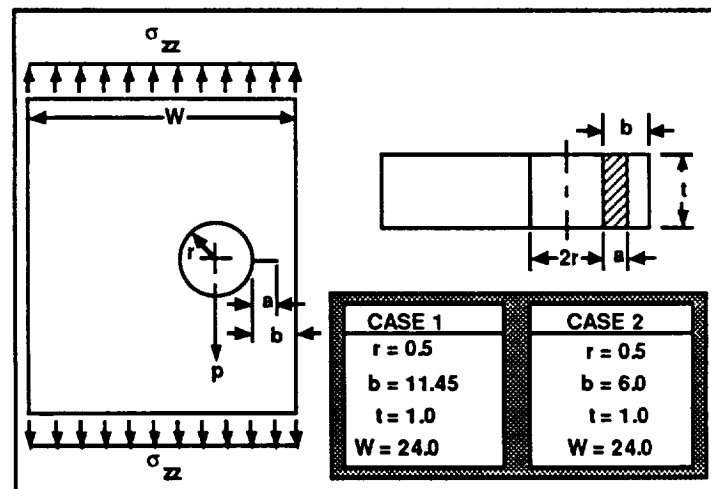 σzz
W
r
a
b
p
σzz
b
t
2r
a
CASE 1
r = 0.5
b = 11.45
t = 1.0
W = 24.0
CASE 2
r = 0.5
b = 6.0
t = 1.0
W = 24.0